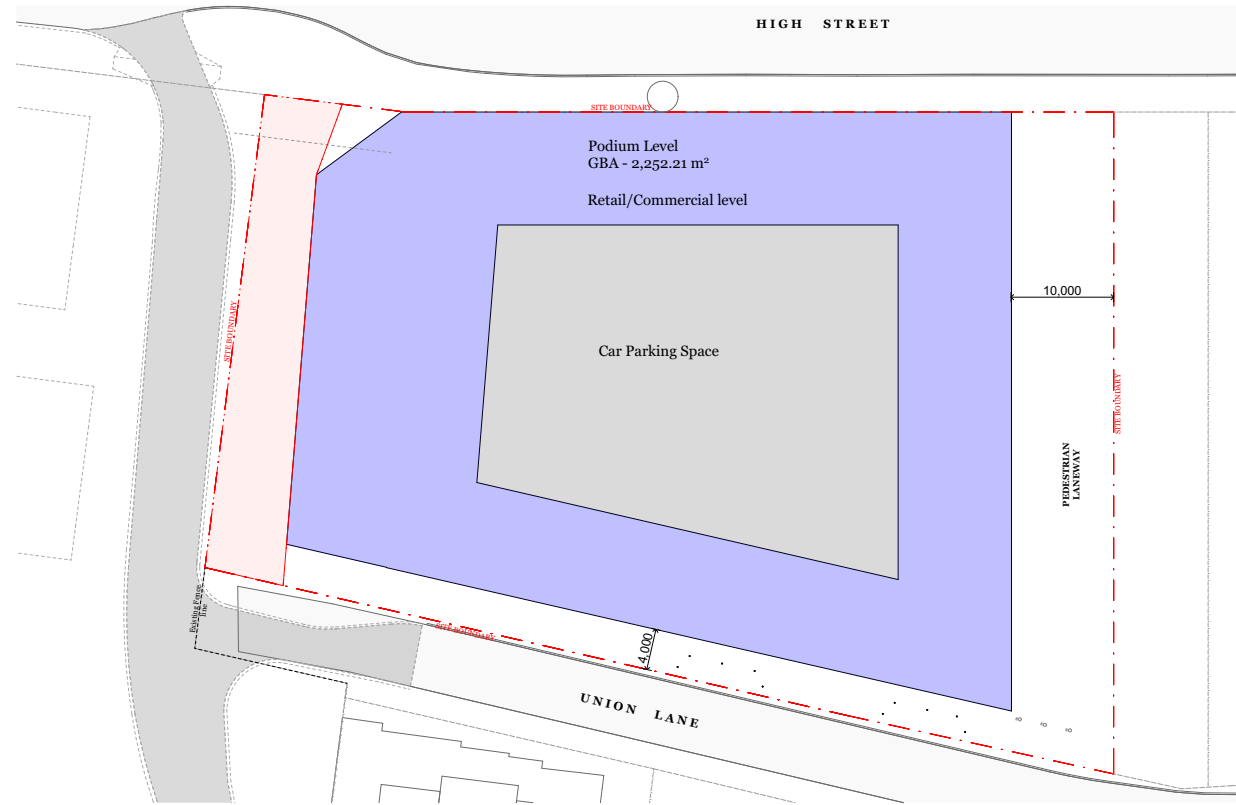 HIGH STREET
SITE BOUNDARY
Podium Level
GBA - 2,252.21 m²
Retail/Commercial level
10,000
SITE BOUNDARY
Car Parking Space
SITE BOUNDARY
PEDESTRIAN
LANEWAY
Existing Fence
line
SITE BOUNDARY
4,000
UNION LANE